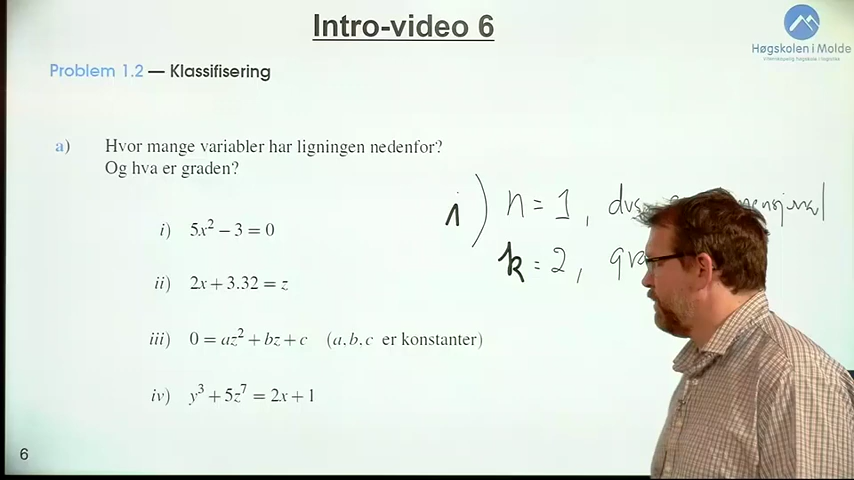 Intro-video 6
Høgskolen i Molde
Problem 1.2 — Klassifisering
a) Hvor mange variabler har ligningen nedenfor?
Og hva er graden?
i) 5x² − 3 = 0
ii) 2x + 3.32 = z
iii) 0 = az² + bz + c (a.b.c er konstanter)
iv) y³ + 5z⁷ = 2x + 1
i) n = 1, dvs
k = 2,
6